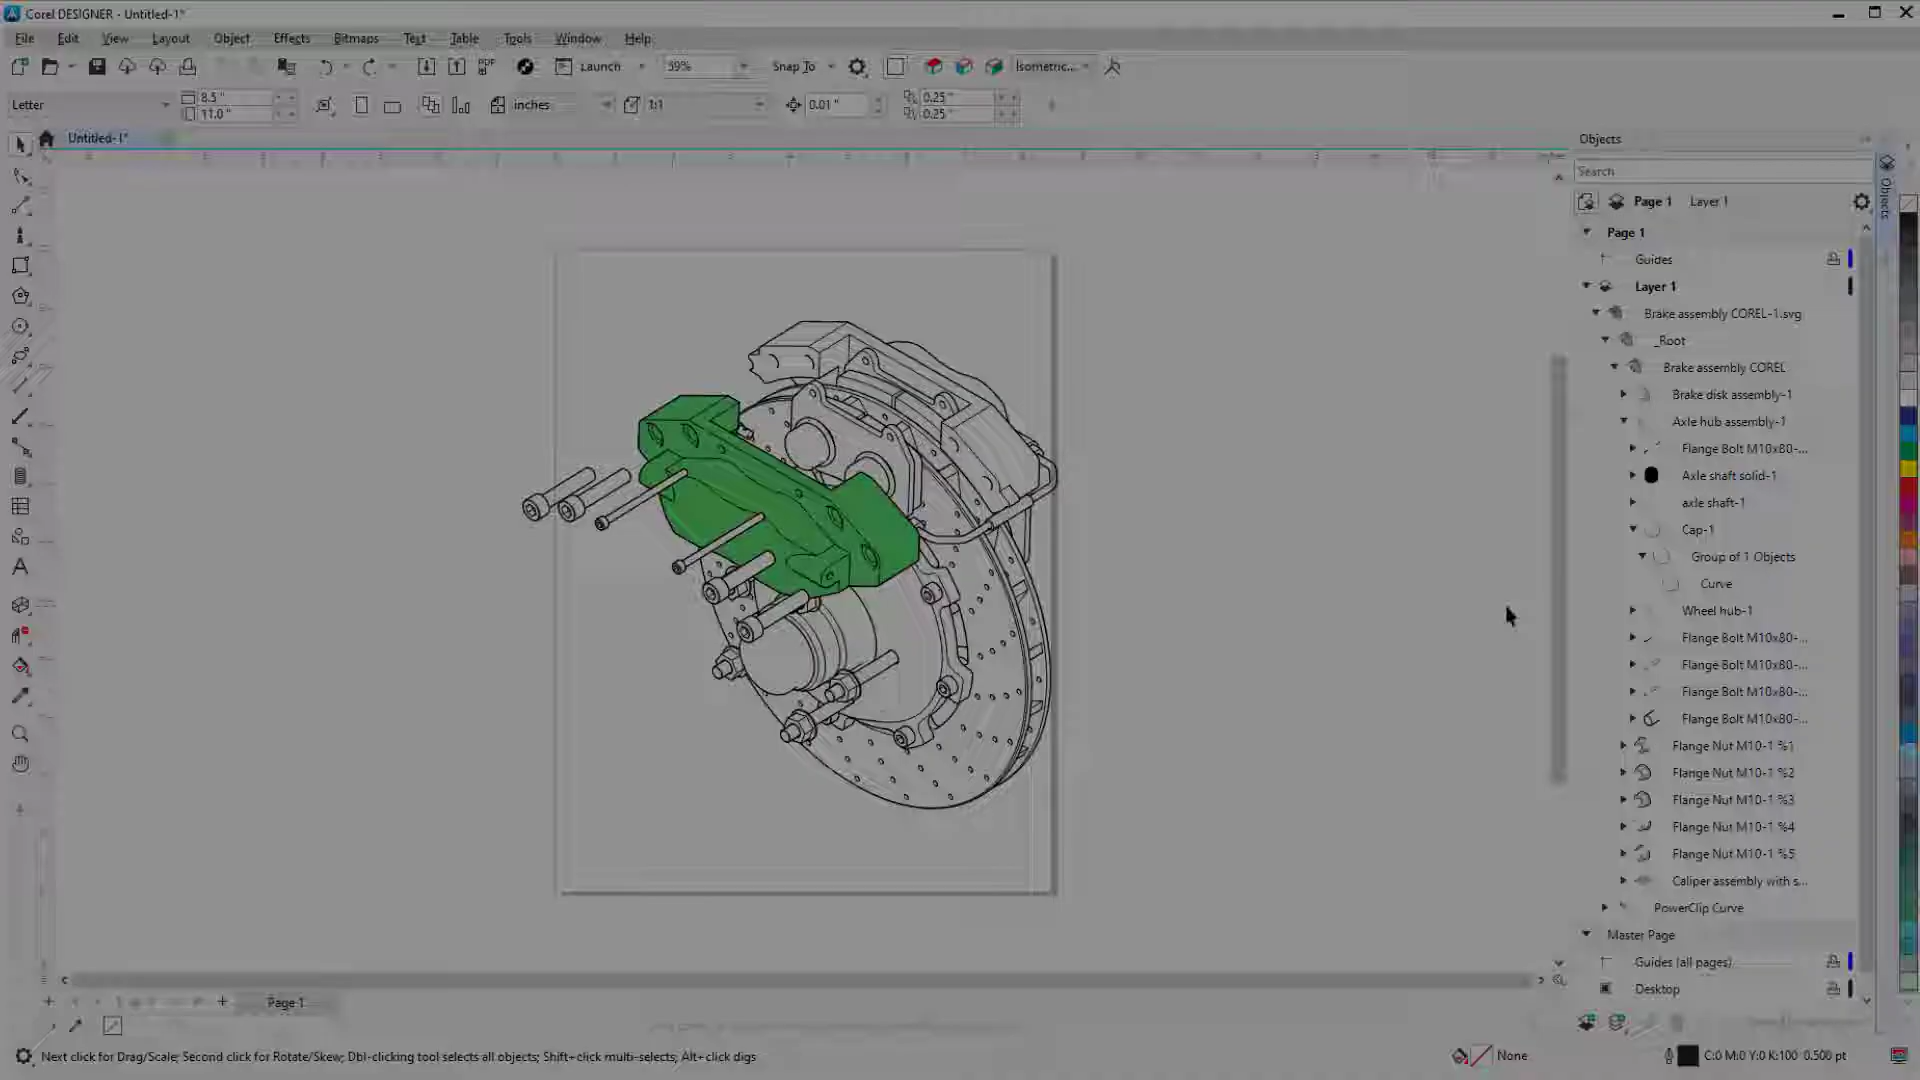 Corel DESIGNER - Untitled-1*
File Edit View Layout Object Effects Bitmaps Text Table Tools Window Help
PDF Launch 59% Snap To Isometric...
Letter 8.5 " 11.0 " inches 1:1 0.01 " 0.25 " 0.25 "
Untitled-1*
Objects
Search
Objects
Page 1 Layer 1
Page 1
Guides
Layer 1
Brake assembly COREL-1.svg
_Root
Brake assembly COREL
Brake disk assembly-1
Axle hub assembly-1
Flange Bolt M10x80-...
Axle shaft solid-1
axle shaft-1
Cap-1
Group of 1 Objects
Curve
Wheel hub-1
Flange Bolt M10x80-...
Flange Bolt M10x80-...
Flange Bolt M10x80-...
Flange Bolt M10x80-...
Flange Nut M10-1 %1
Flange Nut M10-1 %2
Flange Nut M10-1 %3
Flange Nut M10-1 %4
Flange Nut M10-1 %5
Caliper assembly with s...
PowerClip Curve
Master Page
Guides (all pages)
Desktop
Page 1
Next click for Drag/Scale; Second click for Rotate/Skew; Dbl-clicking tool selects all objects; Shift+click multi-selects; Alt+click digs
None C:0 M:0 Y:0 K:100 0.500 pt